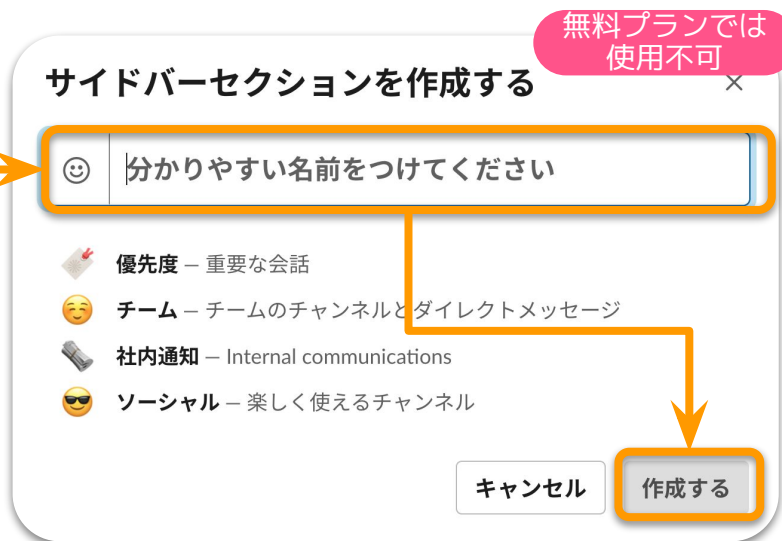 無料プランでは
使用不可
サイドバーセクションを作成する
分かりやすい名前をつけてください
優先度 – 重要な会話
チーム – チームのチャンネルとダイレクトメッセージ
社内通知 – Internal communications
ソーシャル – 楽しく使えるチャンネル
キャンセル 作成する